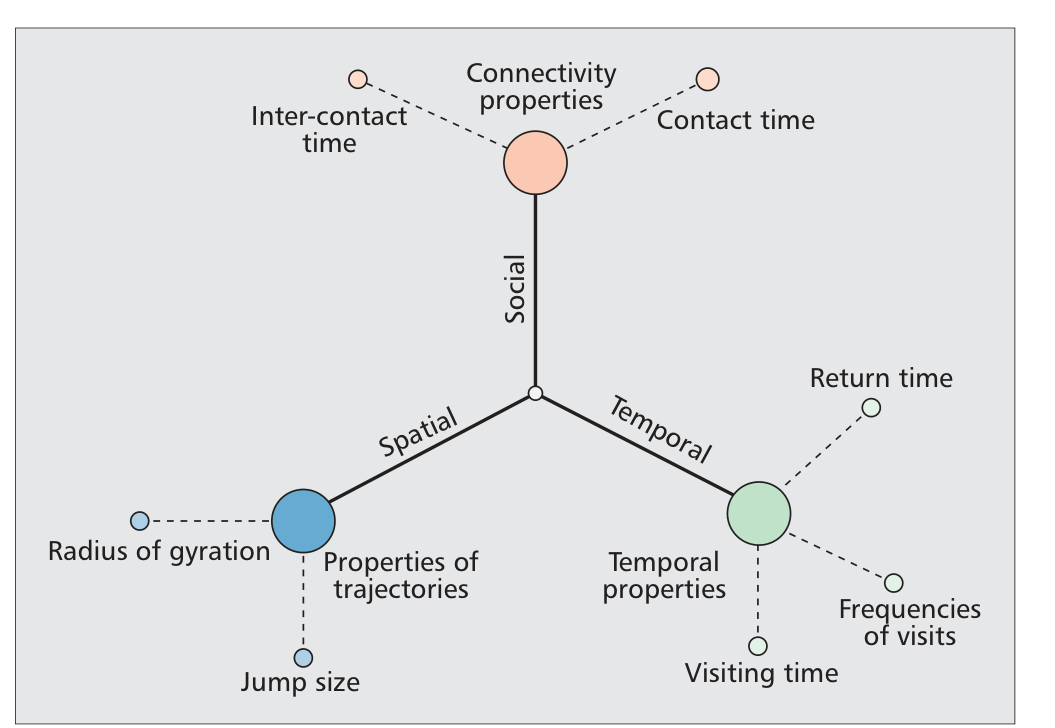 Connectivity
properties
Inter-contact
time
Contact time
Social
Spatial
Temporal
Return time
Radius of gyration
Properties of
trajectories
Temporal
properties
Frequencies
of visits
Jump size
Visiting time